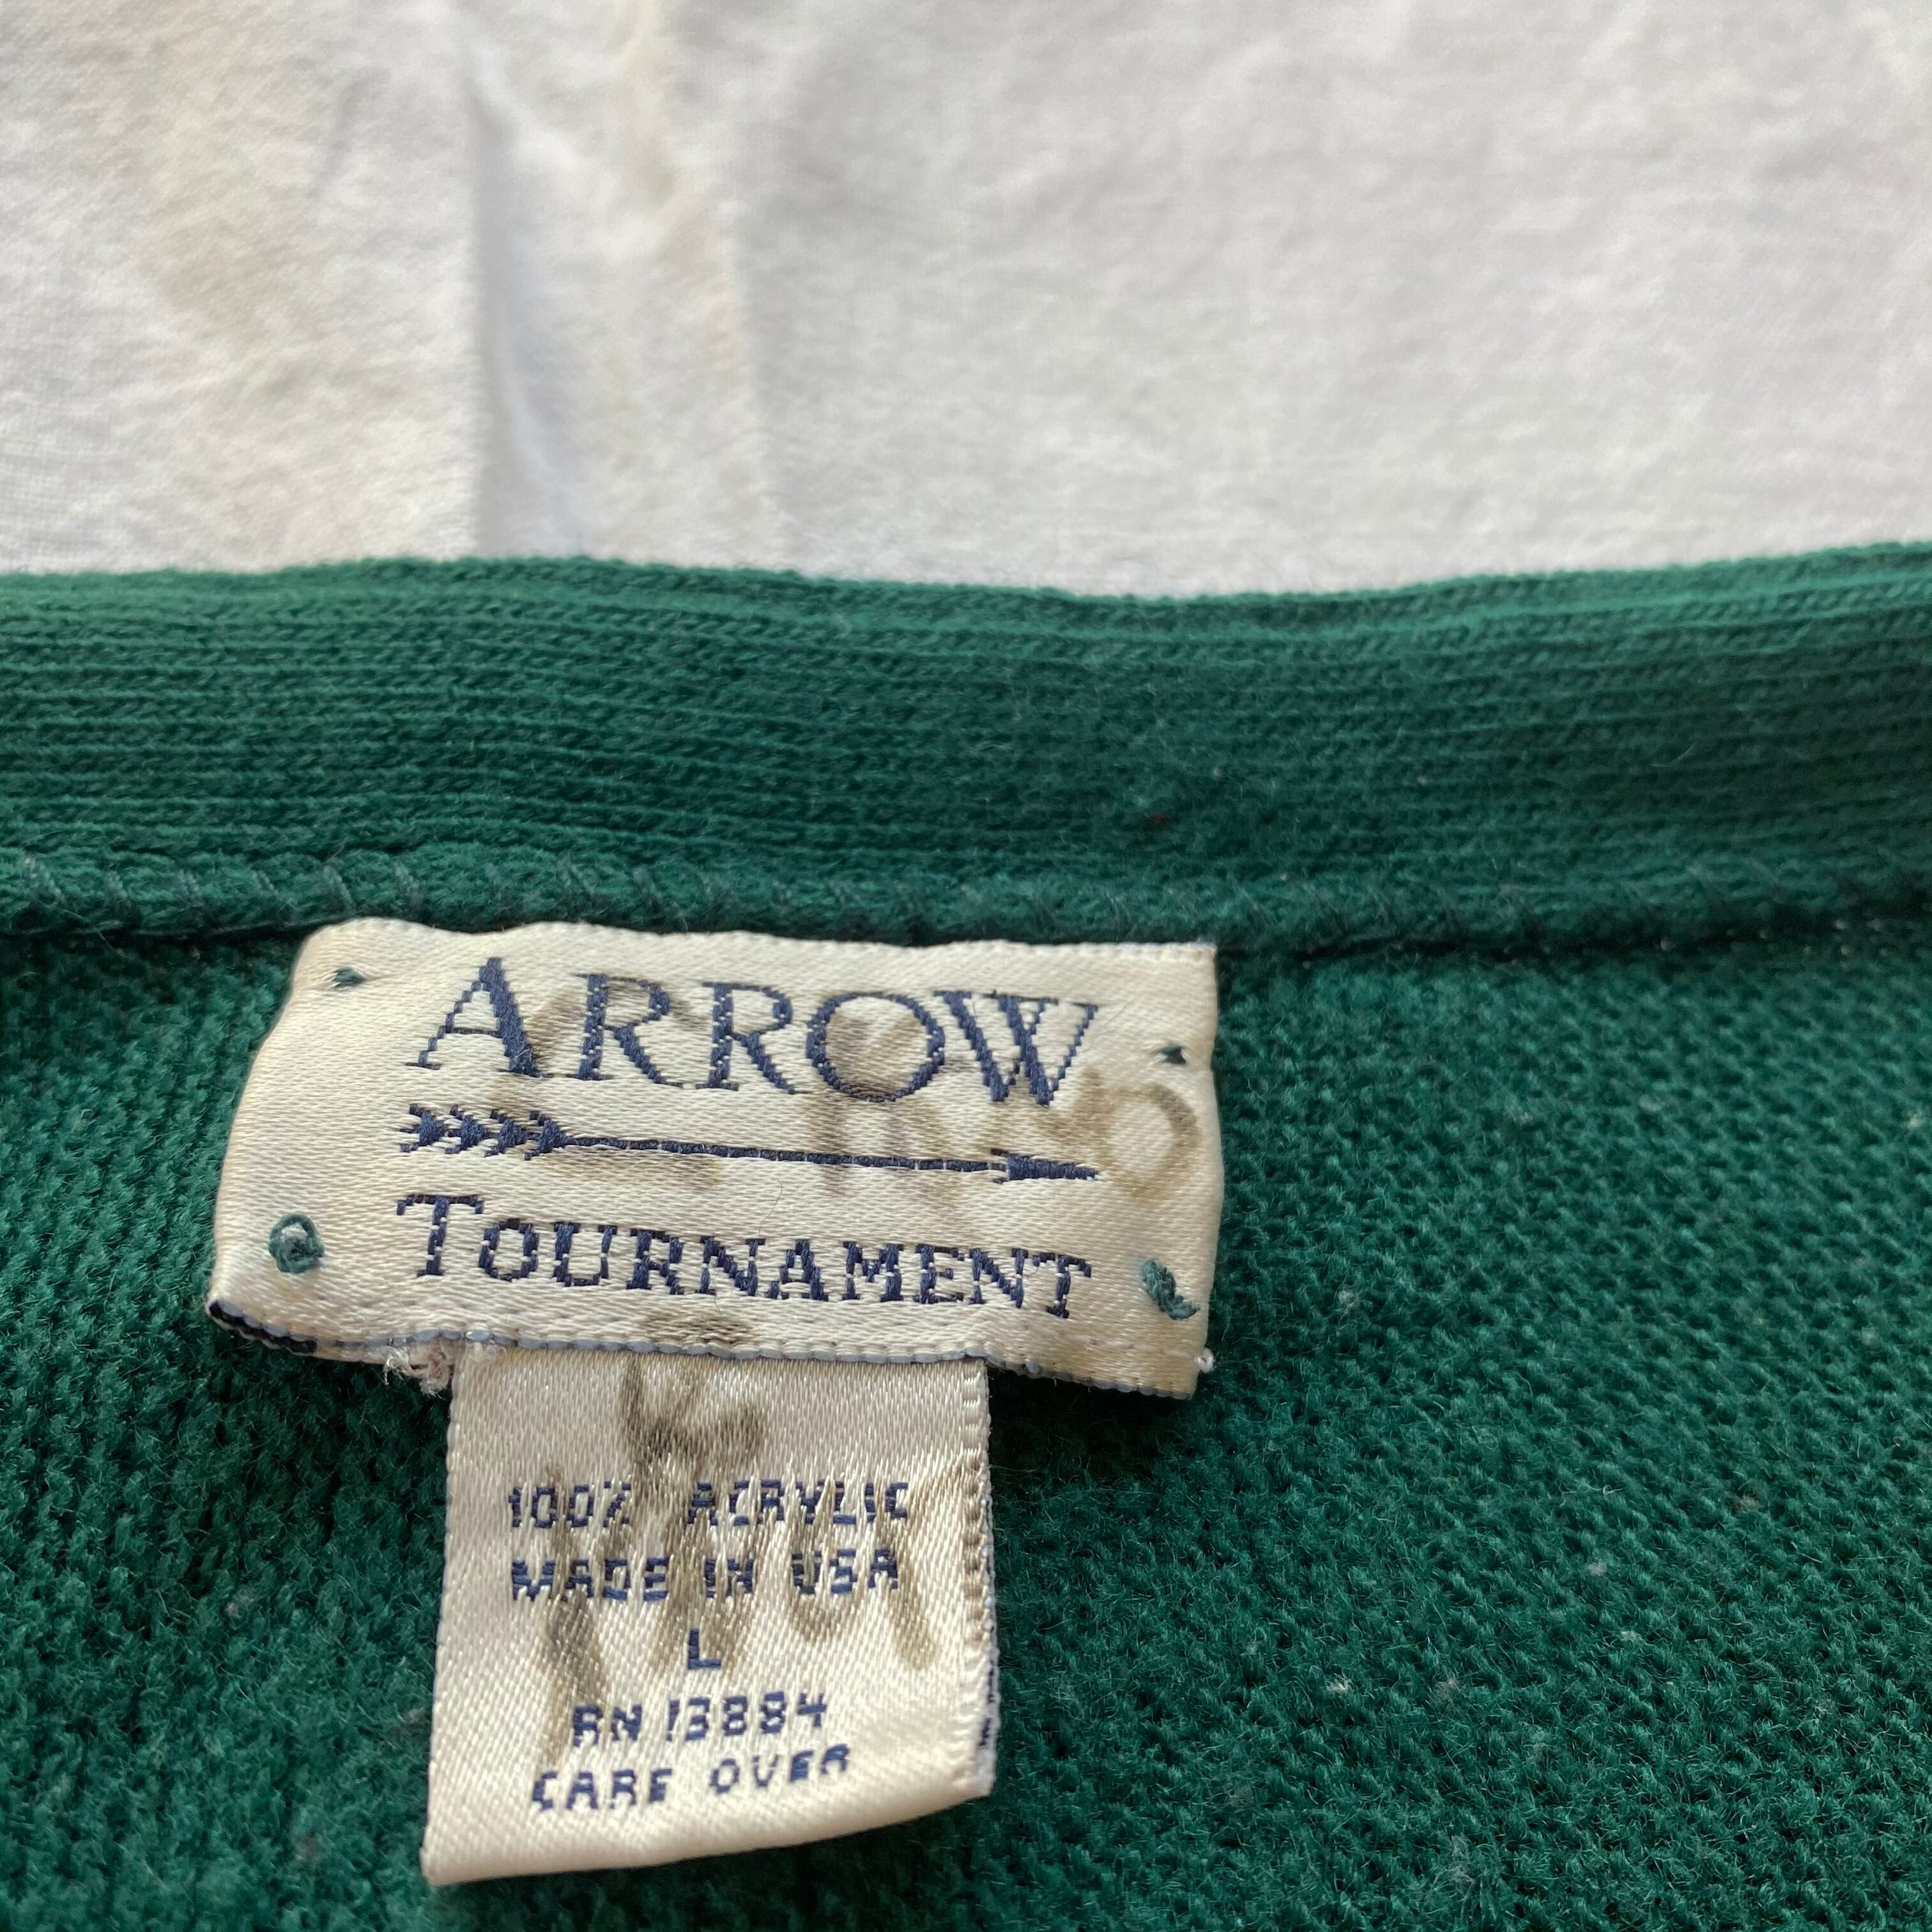 ARROW
TOURNAMENT
100% ACRYLIC
MADE IN USA
L
RN 13884
CARE OVER